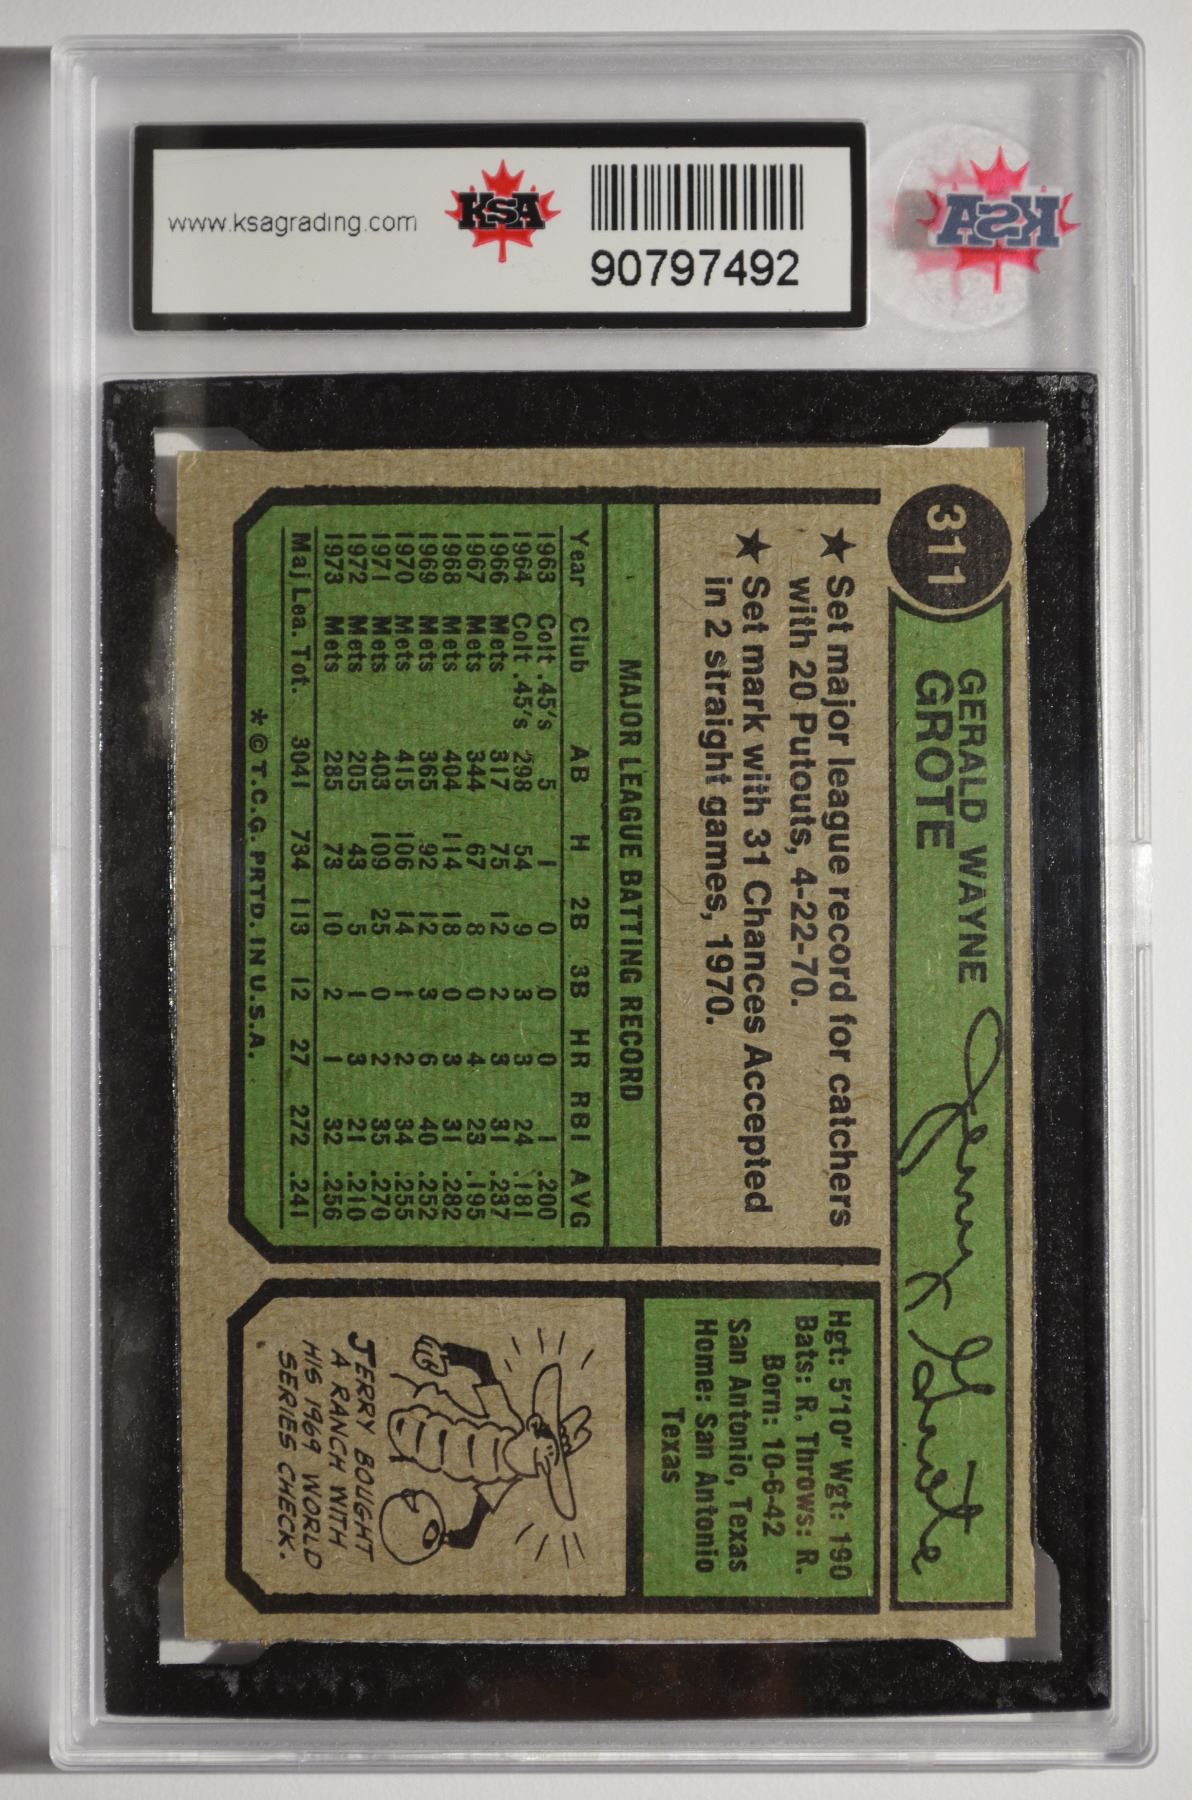 www.ksagrading.com
KSA
90797492
KSA
311
GERALD WAYNE
GROTE
Jerry Grote
★ Set major league record for catchers
with 20 Putouts, 4-22-70.
★ Set mark with 31 Chances Accepted
in 2 straight games, 1970.
MAJOR LEAGUE BATTING RECORD
Year Club AB H 2B 3B HR RBI AVG
1963 Colt .45's 5 1 0 0 0 1 .200
1964 Colt .45's 298 54 9 3 3 24 .181
1966 Mets 317 75 12 2 3 31 .237
1967 Mets 344 67 8 0 4 23 .195
1968 Mets 404 114 18 0 3 31 .282
1969 Mets 365 92 12 3 6 40 .252
1970 Mets 415 106 14 1 2 34 .255
1971 Mets 403 109 25 0 2 35 .270
1972 Mets 205 43 5 1 3 21 .210
1973 Mets 285 73 10 2 1 32 .256
Maj Lea. Tot. 3041 734 113 12 27 272 .241
* © T.C.G. PRTD. IN U.S.A.
Hgt: 5'10" Wgt: 190
Bats: R. Throws: R.
Born: 10-6-42
San Antonio, Texas
Home: San Antonio
Texas
JERRY BOUGHT
A RANCH WITH
HIS 1969 WORLD
SERIES CHECK.